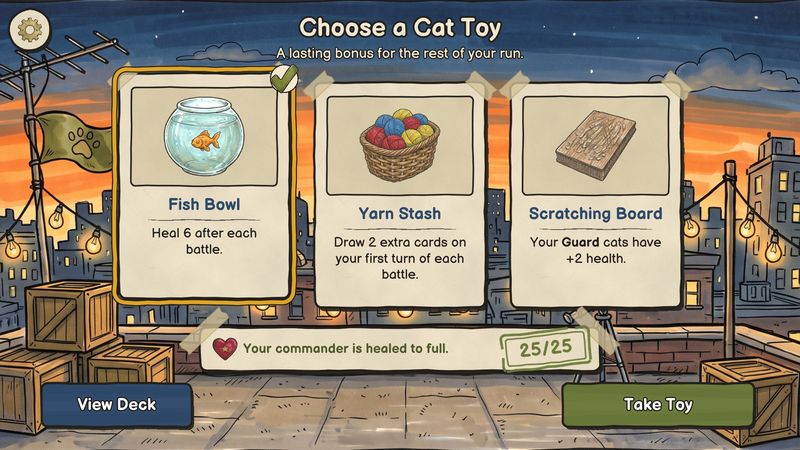 Choose a Cat Toy
A lasting bonus for the rest of your run.
Fish Bowl
Heal 6 after each
battle.
Yarn Stash
Draw 2 extra cards on
your first turn of each
battle.
Scratching Board
Your Guard cats have
+2 health.
Your commander is healed to full.
25/25
View Deck
Take Toy